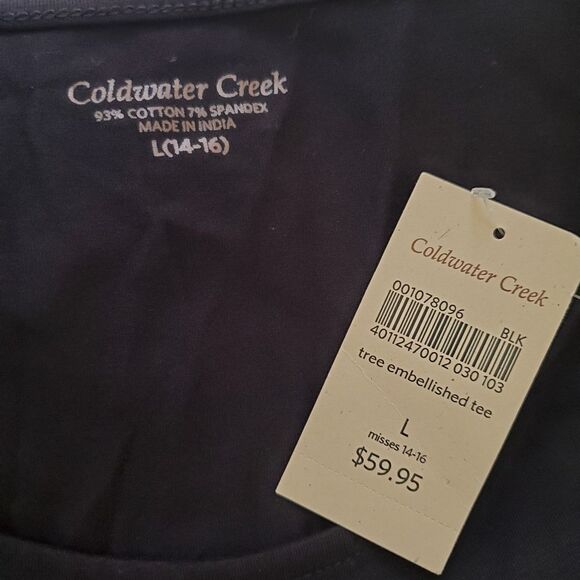 Coldwater Creek
93% COTTON 7% SPANDEX
MADE IN INDIA
L(14-16)
Coldwater Creek
001078096 BLK
40112470012 030 103
tree embellished tee
L
misses 14-16
$59.95